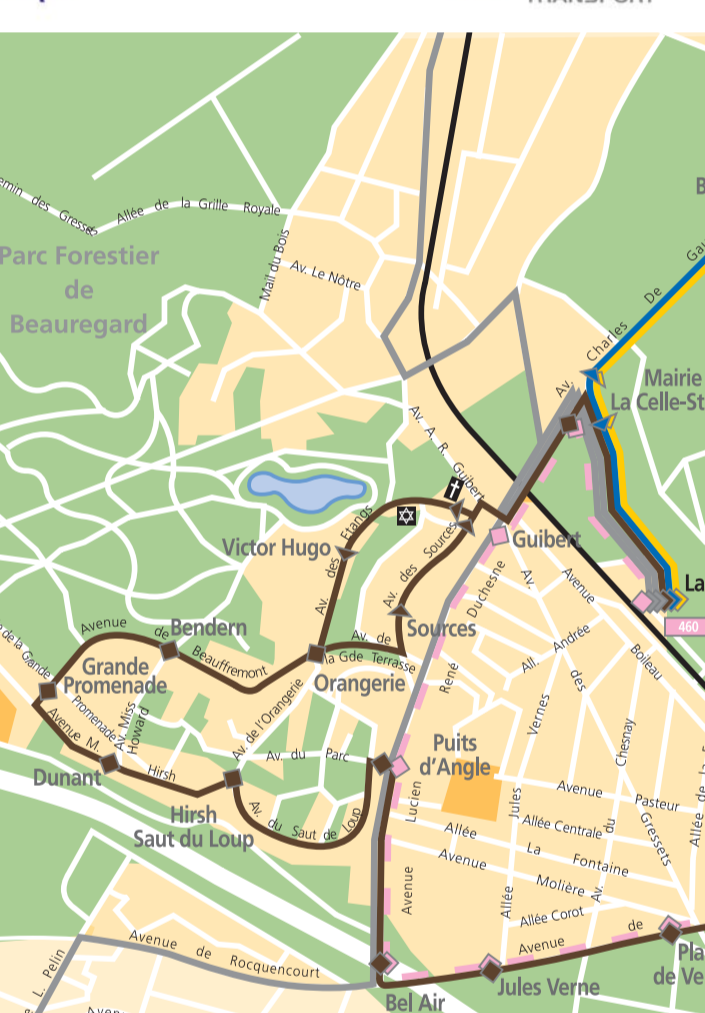 Allée de la Grille Royale
Parc Forestier
de
Beauregard
Mail du Bois
Av. Le Nôtre
Charles De
Av.
Mairie
Av. A. R. Guibert
Guibert
Victor Hugo
Av. des Etangs
Av. des Sources
Sources
Duchesne
Av.
Avenue
Boileau
460
Avenue de Beauffremont
Bendern
Av. de
la Gde Terrasse
Orangerie
Grande
Promenade
Promenade
Av. Miss
Howard
Av. de l'Orangerie
All. Andrée
René
des
Vernes
Chesnay
Avenue M. Hirsh
Dunant
Av. du Parc
Puits
d'Angle
Hirsh
Saut du Loup
Av. du Saut de Loup
Lucien
Jules
Avenue Pasteur
Allée Centrale
du
Gressets
Allée de
Allée
Avenue
La Fontaine
Molière
Av.
Avenue
Allée
Allée Corot
Avenue de
Avenue de Rocquencourt
L. Pelin
Bel Air
Jules Verne